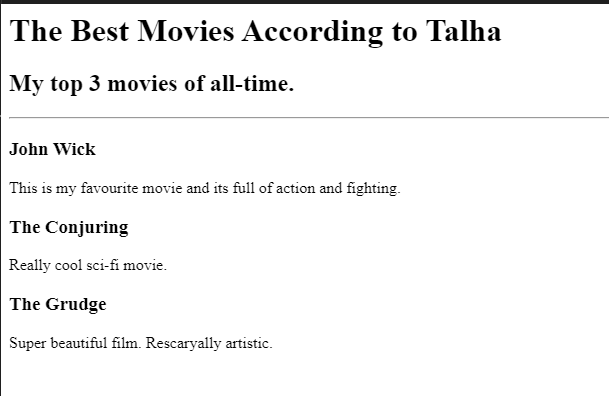 The Best Movies According to Talha
My top 3 movies of all-time.
John Wick
This is my favourite movie and its full of action and fighting.
The Conjuring
Really cool sci-fi movie.
The Grudge
Super beautiful film. Rescaryally artistic.